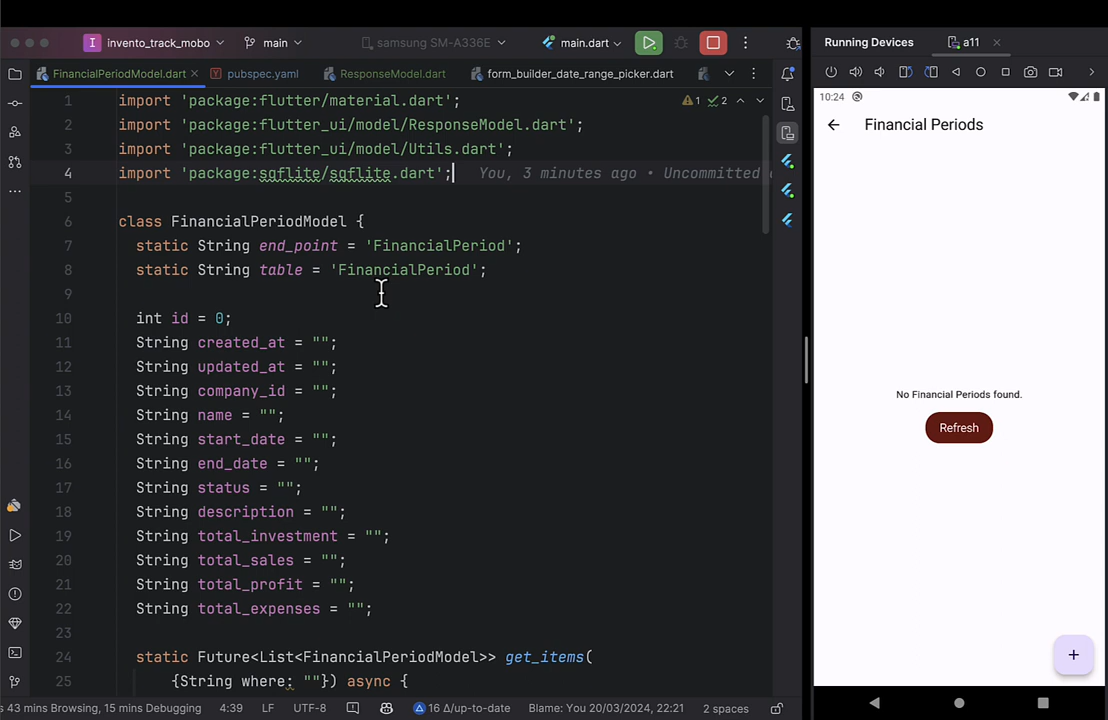 invento_track_mobo
main
samsung SM-A336E
main.dart
Running Devices
a11
FinancialPeriodModel.dart
pubspec.yaml
ResponseModel.dart
form_builder_date_range_picker.dart
1 import 'package:flutter/material.dart';
2 import 'package:flutter_ui/model/ResponseModel.dart';
3 import 'package:flutter_ui/model/Utils.dart';
4 import 'package:sqflite/sqflite.dart'; You, 3 minutes ago • Uncommitted
5
6 class FinancialPeriodModel {
7 static String end_point = 'FinancialPeriod';
8 static String table = 'FinancialPeriod';
9
10 int id = 0;
11 String created_at = "";
12 String updated_at = "";
13 String company_id = "";
14 String name = "";
15 String start_date = "";
16 String end_date = "";
17 String status = "";
18 String description = "";
19 String total_investment = "";
20 String total_sales = "";
21 String total_profit = "";
22 String total_expenses = "";
23
24 static Future<List<FinancialPeriodModel>> get_items(
25 {String where: ""}) async {
1 2
10:24
Financial Periods
No Financial Periods found.
Refresh
+
s 43 mins Browsing, 15 mins Debugging 4:39 LF UTF-8 16 Δ/up-to-date Blame: You 20/03/2024, 22:21 2 spaces